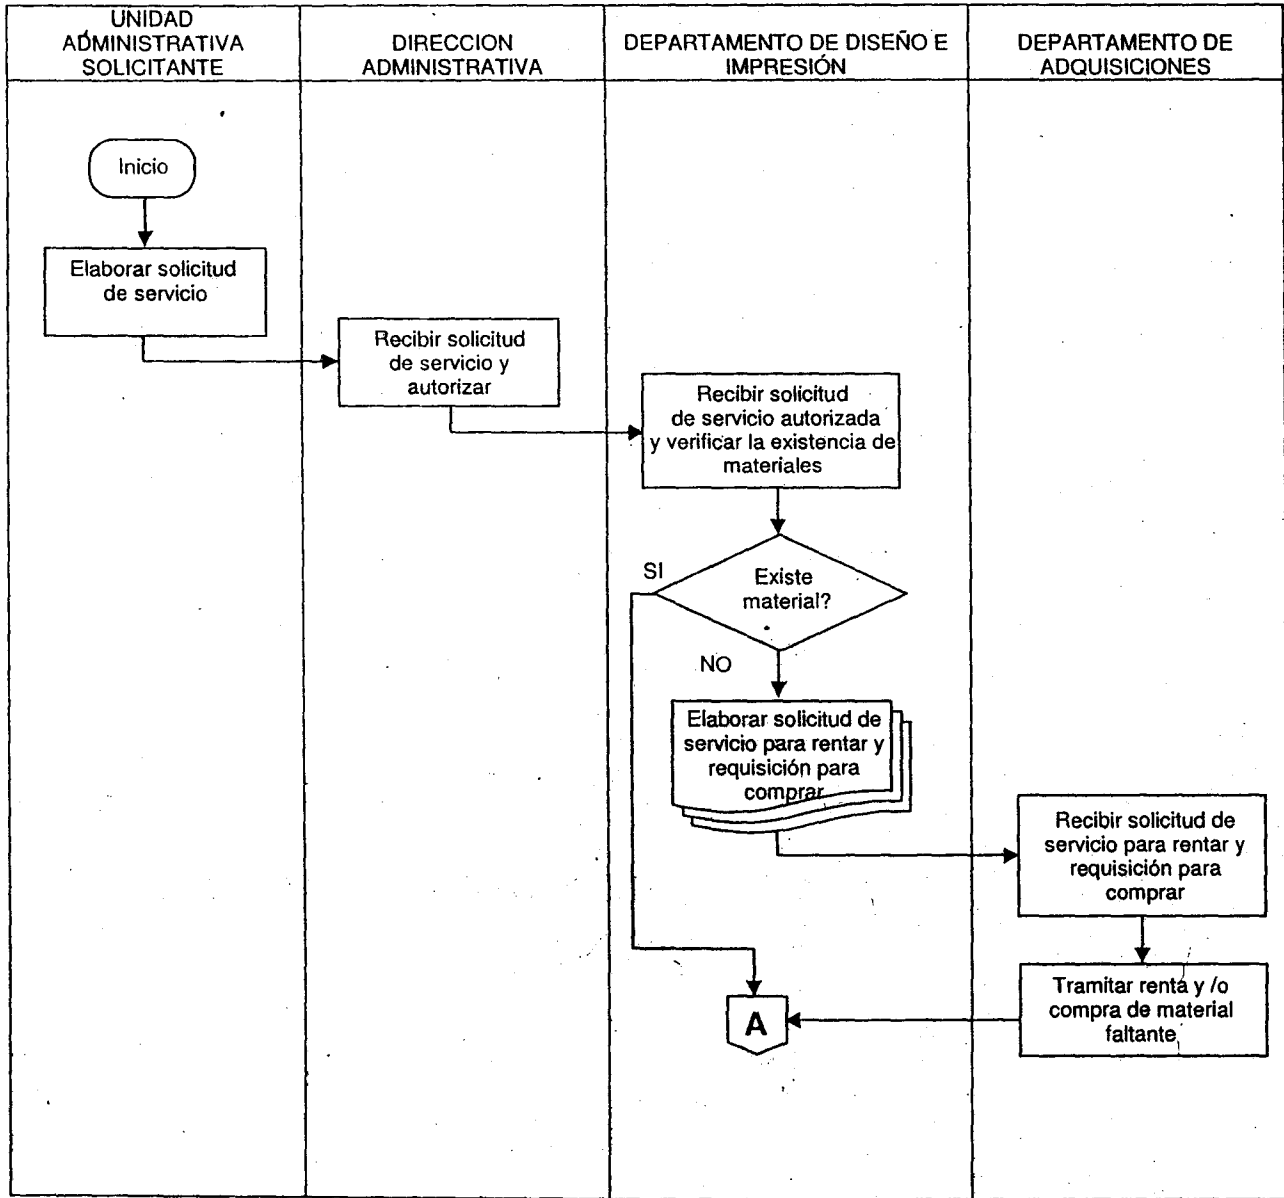 UNIDAD
ADMINISTRATIVA
SOLICITANTE
DIRECCION
ADMINISTRATIVA
DEPARTAMENTO DE DISEÑO E
IMPRESIÓN
DEPARTAMENTO DE
ADQUISICIONES
Inicio
Elaborar solicitud
de servicio
Recibir solicitud
de servicio y
autorizar
Recibir solicitud
de servicio autorizada
y verificar la existencia de
materiales
SI
Existe
material?
NO
Elaborar solicitud de
servicio para rentar y
requisición para
comprar
Recibir solicitud de
servicio para rentar y
requisición para
comprar
Tramitar renta y /o
compra de material
faltante
A